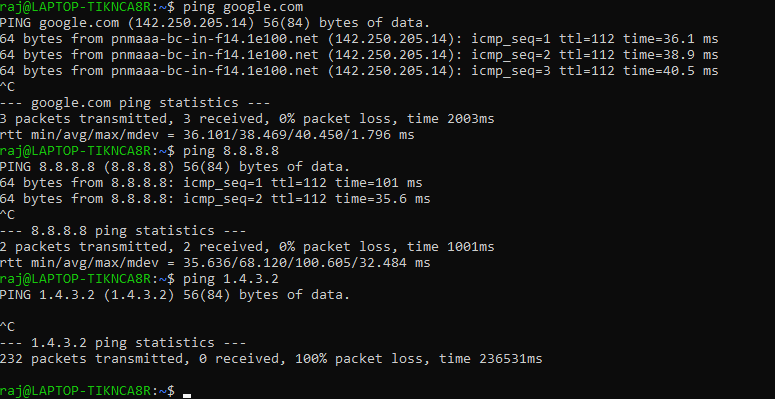 raj@LAPTOP-TIKNCA8R:~$ ping google.com
PING google.com (142.250.205.14) 56(84) bytes of data.
64 bytes from pnmaaa-bc-in-f14.1e100.net (142.250.205.14): icmp_seq=1 ttl=112 time=36.1 ms
64 bytes from pnmaaa-bc-in-f14.1e100.net (142.250.205.14): icmp_seq=2 ttl=112 time=38.9 ms
64 bytes from pnmaaa-bc-in-f14.1e100.net (142.250.205.14): icmp_seq=3 ttl=112 time=40.5 ms
^C
--- google.com ping statistics ---
3 packets transmitted, 3 received, 0% packet loss, time 2003ms
rtt min/avg/max/mdev = 36.101/38.469/40.450/1.796 ms
raj@LAPTOP-TIKNCA8R:~$ ping 8.8.8.8
PING 8.8.8.8 (8.8.8.8) 56(84) bytes of data.
64 bytes from 8.8.8.8: icmp_seq=1 ttl=112 time=101 ms
64 bytes from 8.8.8.8: icmp_seq=2 ttl=112 time=35.6 ms
^C
--- 8.8.8.8 ping statistics ---
2 packets transmitted, 2 received, 0% packet loss, time 1001ms
rtt min/avg/max/mdev = 35.636/68.120/100.605/32.484 ms
raj@LAPTOP-TIKNCA8R:~$ ping 1.4.3.2
PING 1.4.3.2 (1.4.3.2) 56(84) bytes of data.
^C
--- 1.4.3.2 ping statistics ---
232 packets transmitted, 0 received, 100% packet loss, time 236531ms
raj@LAPTOP-TIKNCA8R:~$